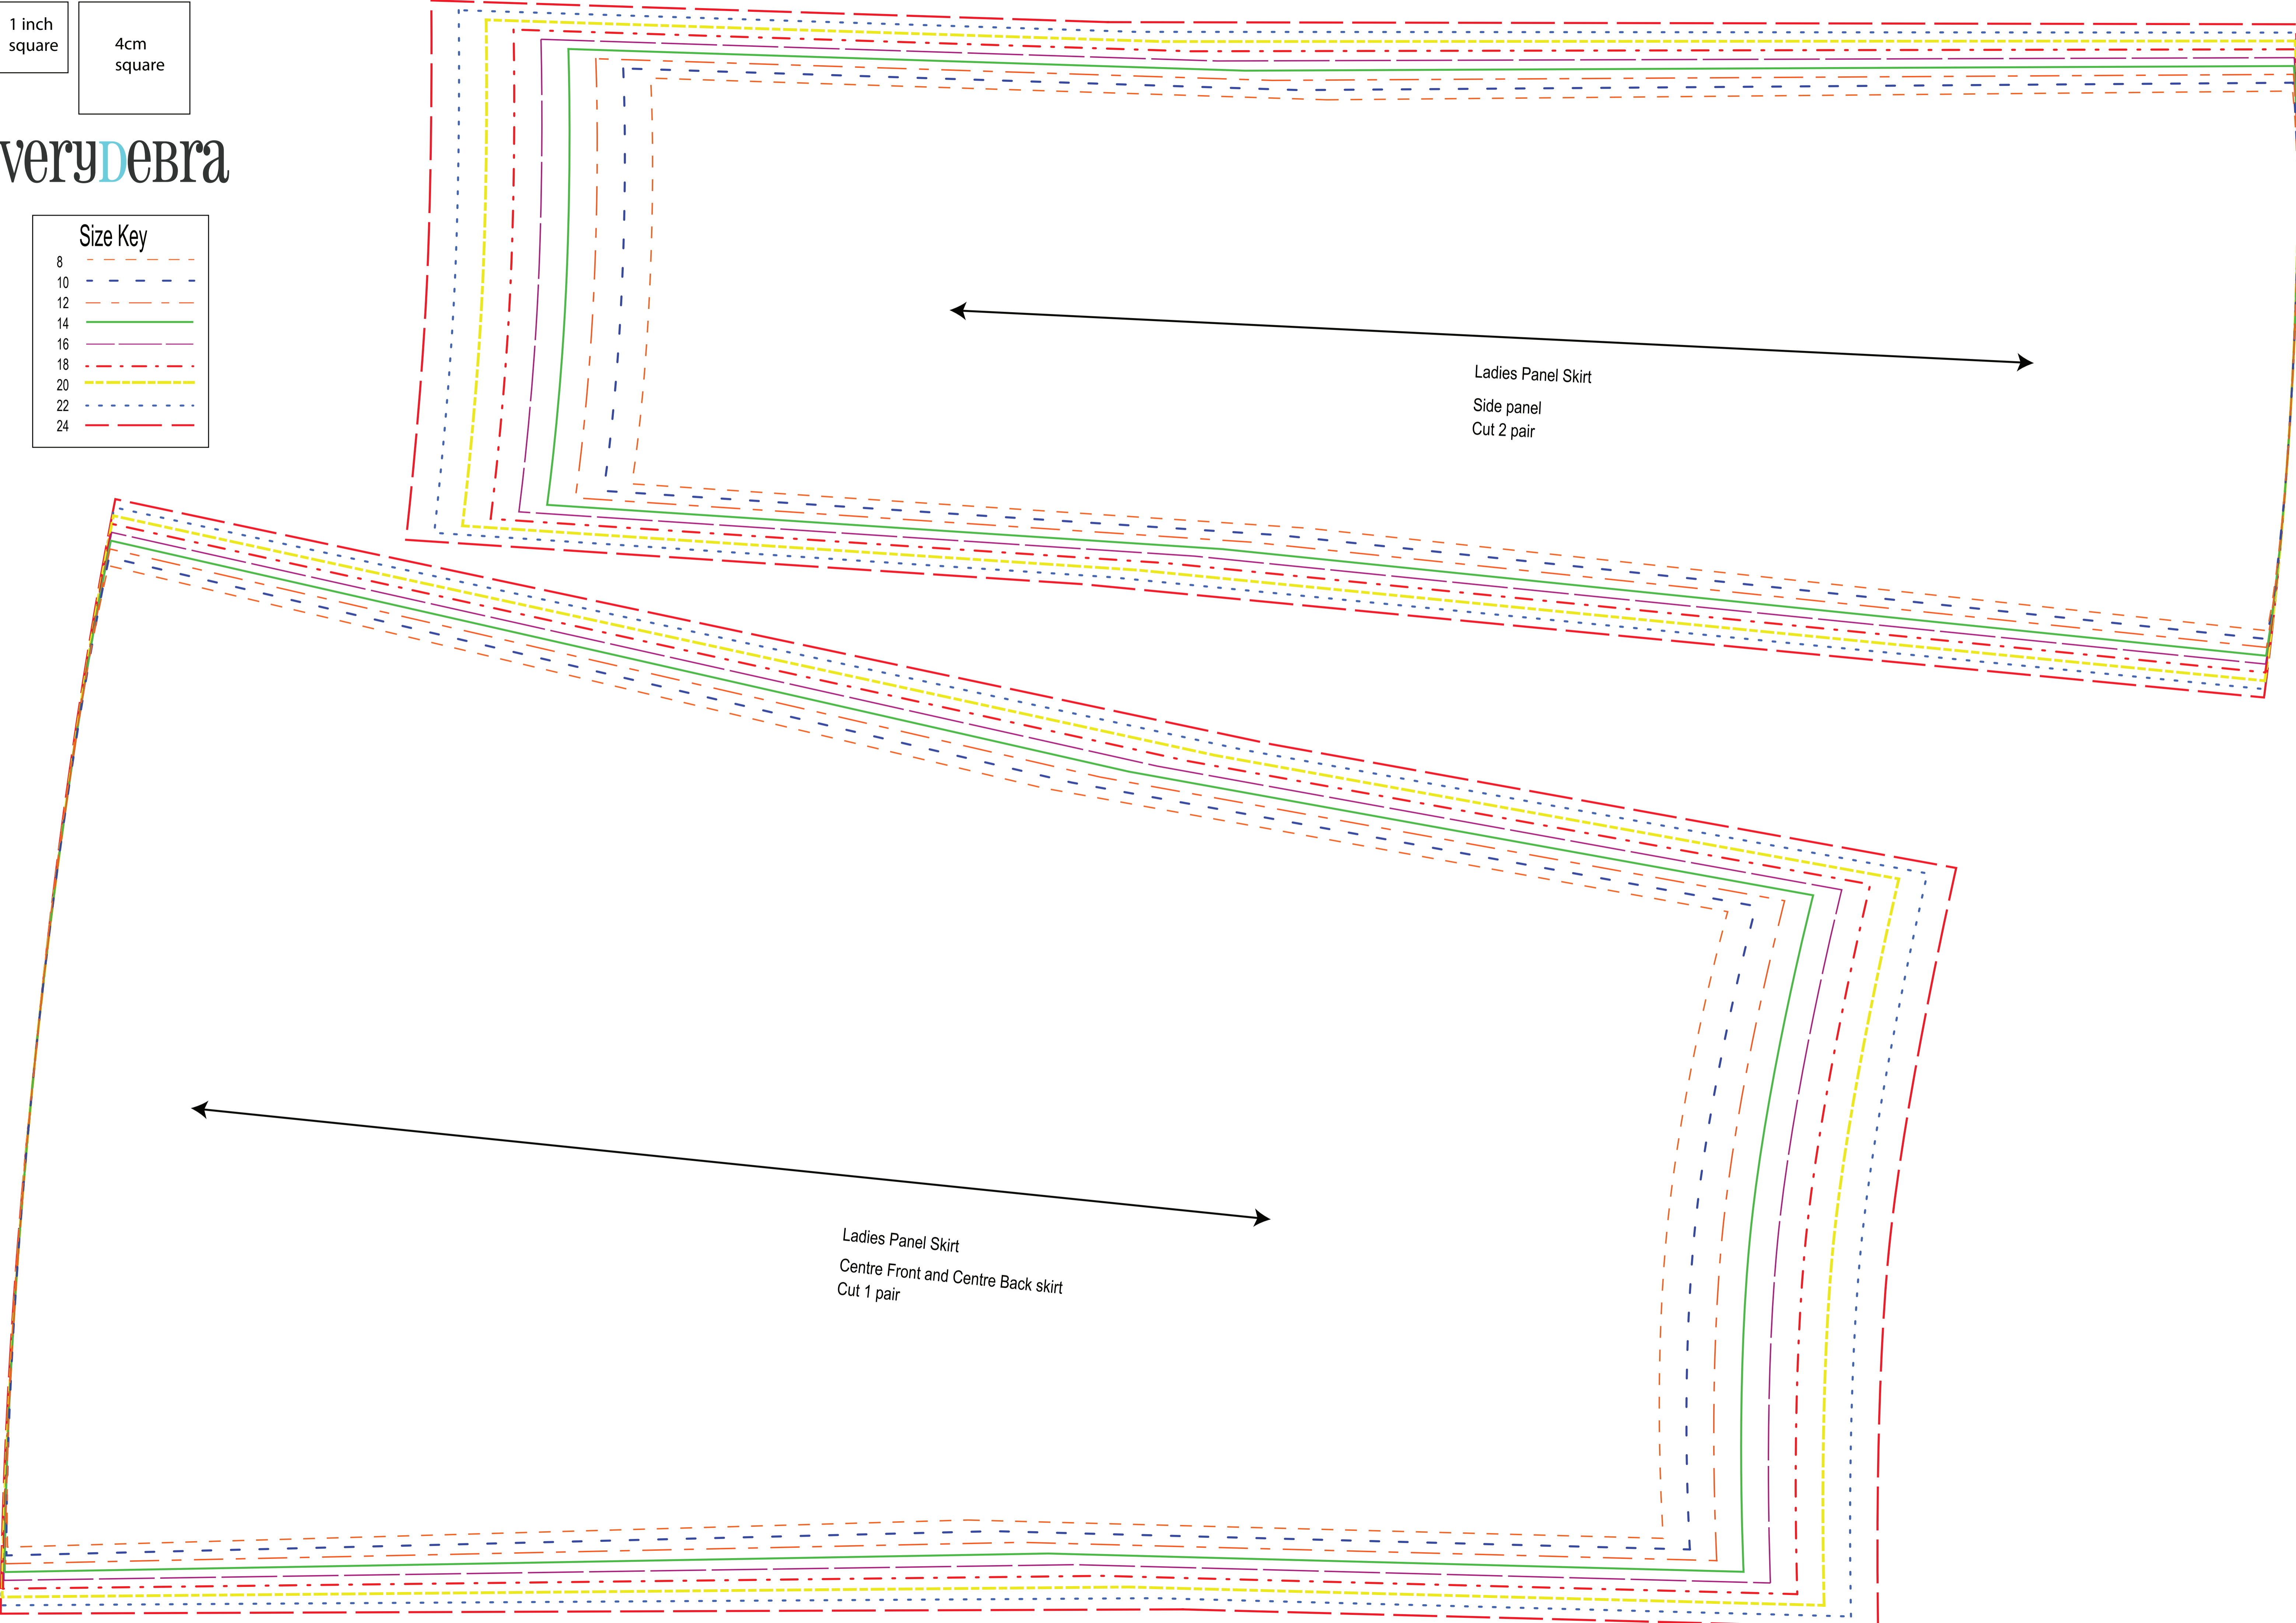 1 inch
square
4cm
square
veryDeBra
Size Key
8
10
12
14
16
18
20
22
24
Ladies Panel Skirt
Side panel
Cut 2 pair
Ladies Panel Skirt
Centre Front and Centre Back skirt
Cut 1 pair